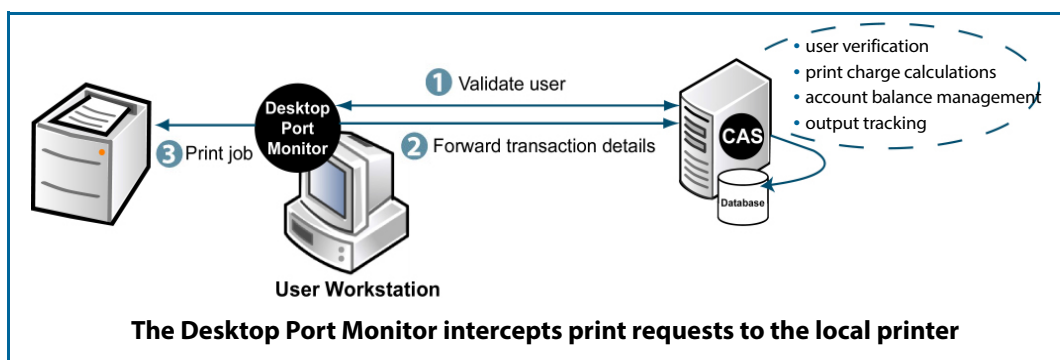 • user verification
• print charge calculations
• account balance management
• output tracking
1 Validate user
Desktop
Port
Monitor
2 Forward transaction details
3 Print job
CAS
Database
User Workstation
The Desktop Port Monitor intercepts print requests to the local printer